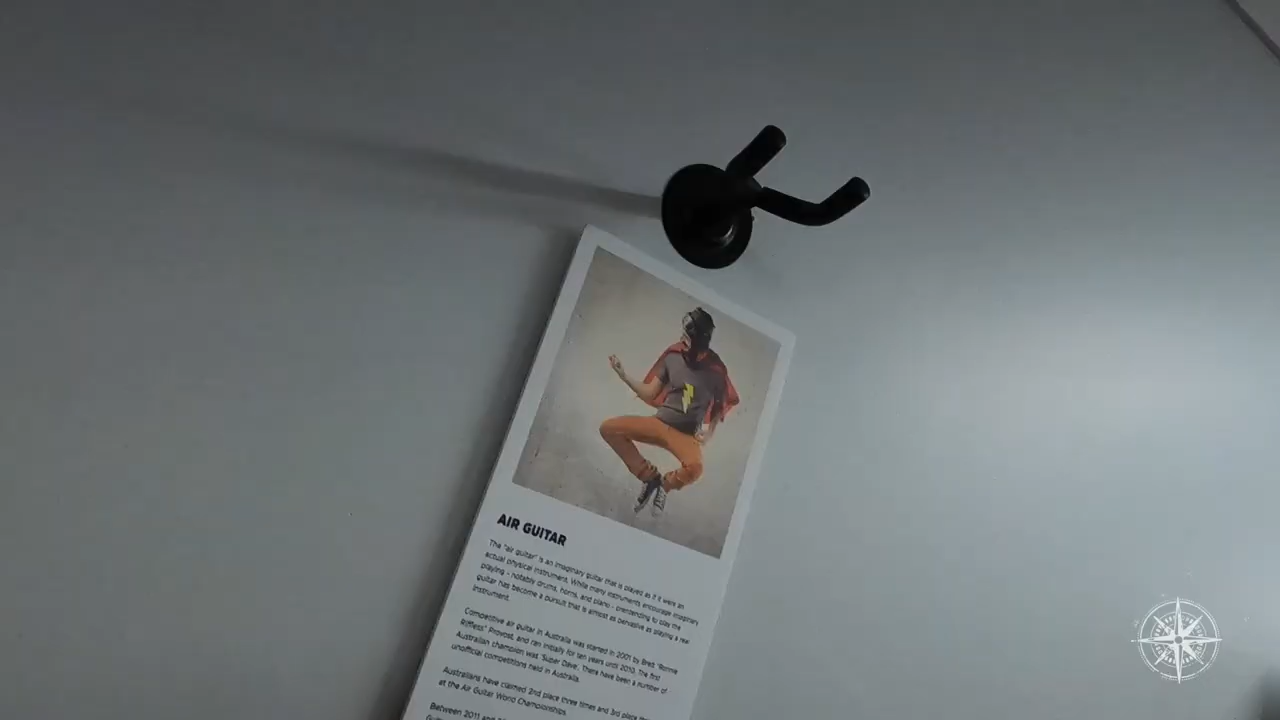 AIR GUITAR
The "air guitar" is an imaginary guitar that is played as if it were an
actual physical instrument. While many instruments encourage imaginary
playing - notably drums, horns, and piano - pretending to play the
guitar has become a pursuit that is almost as pervasive as playing a real
instrument.
Competitive air guitar in Australia was started in 2001 by Brett "Ronnie
Riffless" Provost, and ran initially for ten years until 2010. The first
Australian champion was 'Super Dave'. There have been a number of
unofficial competitions held in Australia.
Australians have claimed 2nd place three times and 3rd place
at the Air Guitar World Championships.
Between 2011 and